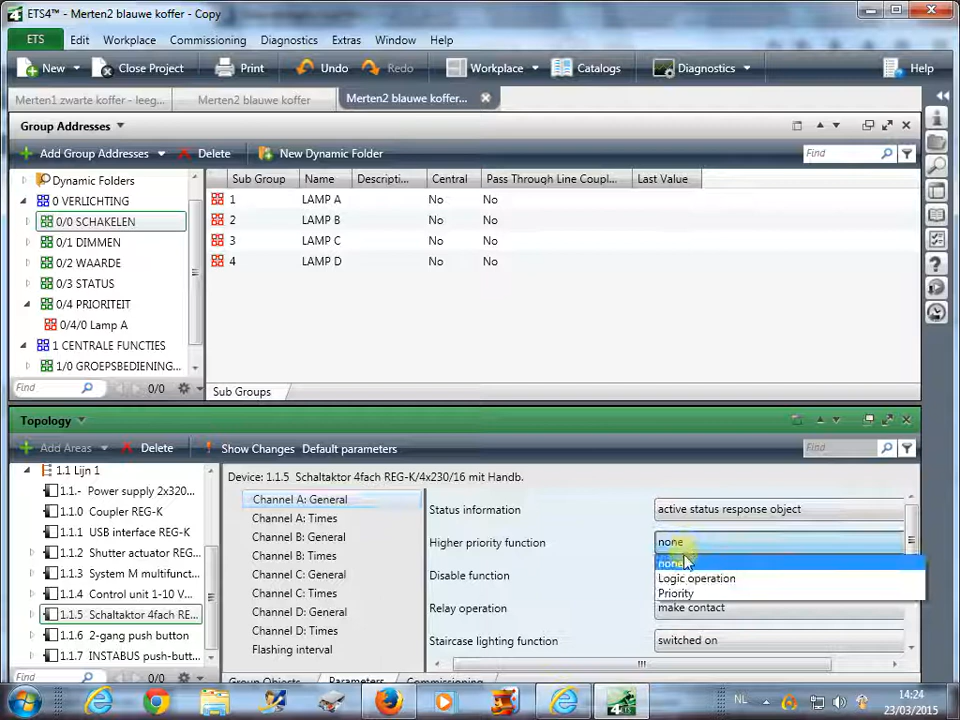 ETS4™ - Merten2 blauwe koffer - Copy
ETS Edit Workplace Commissioning Diagnostics Extras Window Help
New Close Project Print Undo Redo Workplace Catalogs Diagnostics Help
Merten1 zwarte koffer - leeg... Merten2 blauwe koffer Merten2 blauwe koffer...
Group Addresses
Add Group Addresses Delete New Dynamic Folder Find
Dynamic Folders
0 VERLICHTING
0/0 SCHAKELEN
0/1 DIMMEN
0/2 WAARDE
0/3 STATUS
0/4 PRIORITEIT
0/4/0 Lamp A
1 CENTRALE FUNCTIES
1/0 GROEPSBEDIENING...
Find 0/0
Sub Group Name Descripti... Central Pass Through Line Coupl... Last Value
1 LAMP A No No
2 LAMP B No No
3 LAMP C No No
4 LAMP D No No
Sub Groups
Topology
Add Areas Delete Show Changes Default parameters Find
1.1 Lijn 1
1.1.- Power supply 2x320...
1.1.0 Coupler REG-K
1.1.1 USB interface REG-K
1.1.2 Shutter actuator REG...
1.1.3 System M multifunct...
1.1.4 Control unit 1-10 V...
1.1.5 Schaltaktor 4fach RE...
1.1.6 2-gang push button
1.1.7 INSTABUS push-butt...
Find 0/0
Device: 1.1.5 Schaltaktor 4fach REG-K/4x230/16 mit Handb.
Channel A: General
Channel A: Times
Channel B: General
Channel B: Times
Channel C: General
Channel C: Times
Channel D: General
Channel D: Times
Flashing interval
Status information active status response object
Higher priority function none
none
Logic operation
Priority
Disable function
Relay operation make contact
Staircase lighting function switched on
Group Objects Parameters Commissioning
NL 14:24
23/03/2015